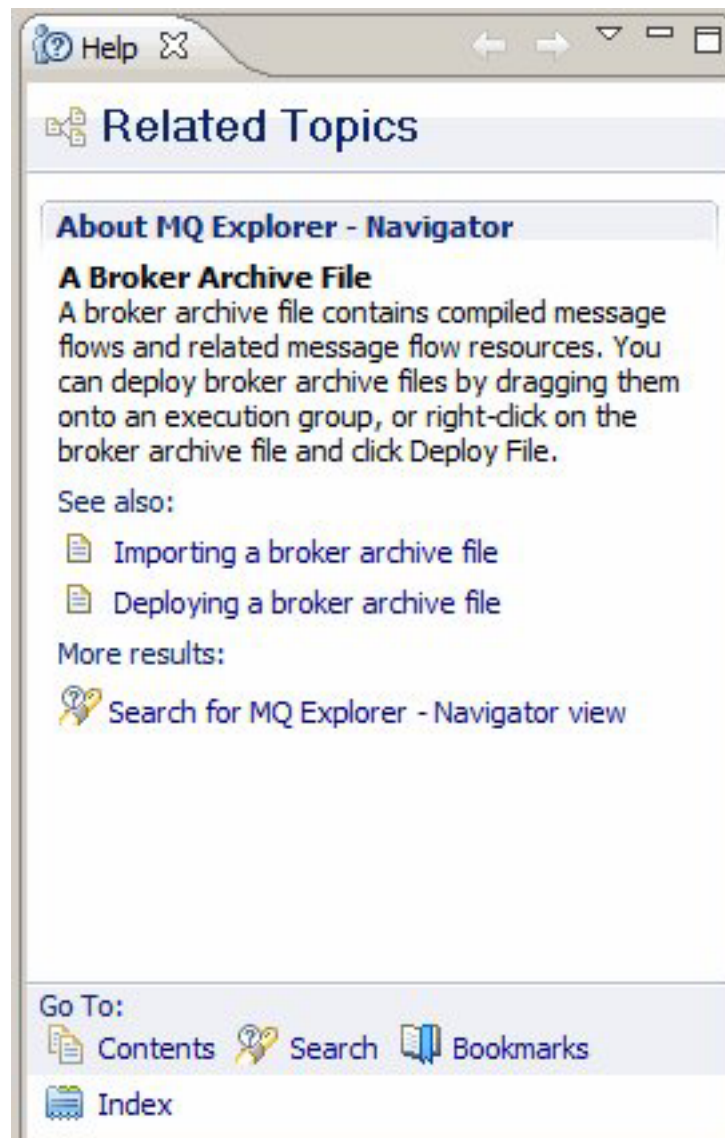 Help
Related Topics
About MQ Explorer - Navigator
A Broker Archive File
A broker archive file contains compiled message
flows and related message flow resources. You
can deploy broker archive files by dragging them
onto an execution group, or right-click on the
broker archive file and click Deploy File.
See also:
Importing a broker archive file
Deploying a broker archive file
More results:
Search for MQ Explorer - Navigator view
Go To:
Contents Search Bookmarks
Index